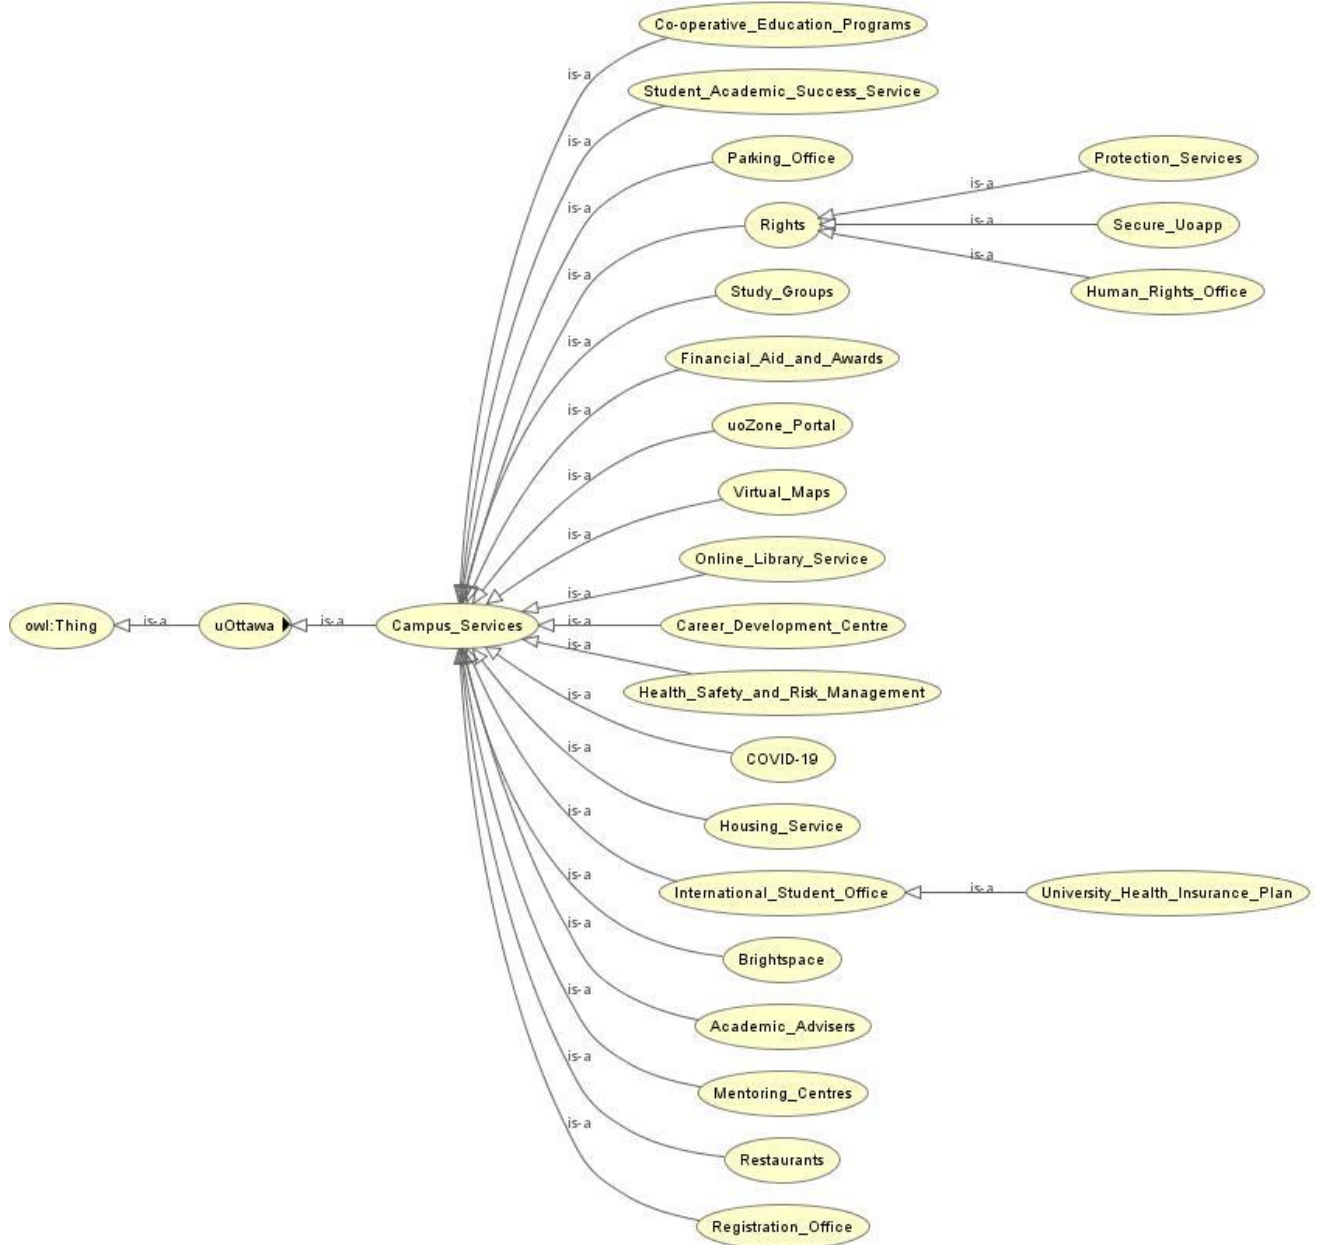 Co-operative_Education_Programs
is-a
Student_Academic_Success_Service
is-a
Parking_Office
Protection_Services
is-a
is-a
Rights
is-a
Secure_Uoapp
is-a
is-a
Study_Groups
Human_Rights_Office
is-a
Financial_Aid_and_Awards
is-a
uoZone_Portal
is-a
Virtual_Maps
is-a
Online_Library_Service
is-a
owl:Thing
is-a
uOttawa
is-a
Campus_Services
is-a
Career_Development_Centre
is-a
Health_Safety_and_Risk_Management
is-a
COVID-19
is-a
Housing_Service
is-a
International_Student_Office
is-a
University_Health_Insurance_Plan
is-a
Brightspace
is-a
Academic_Advisers
is-a
Mentoring_Centres
is-a
Restaurants
is-a
Registration_Office